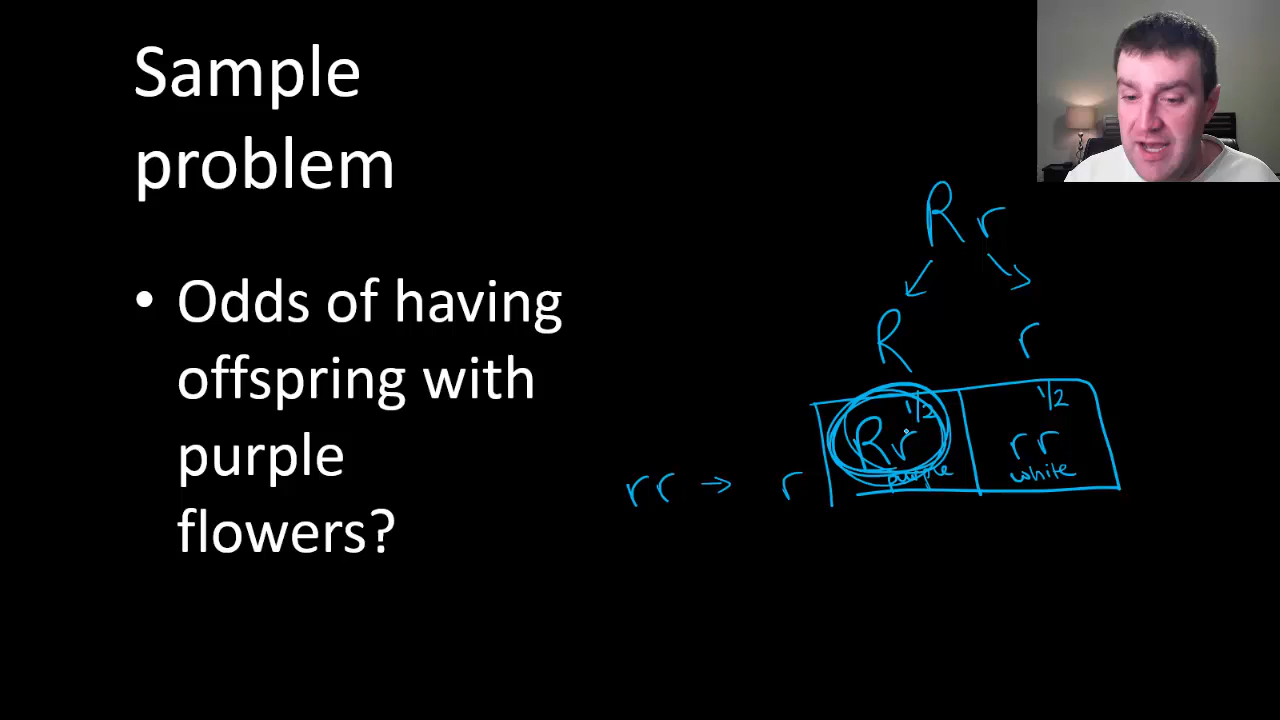 Sample
problem
• Odds of having
offspring with
purple
flowers?
R r
R r
1/2 1/2
Rr rr
purple white
rr → r